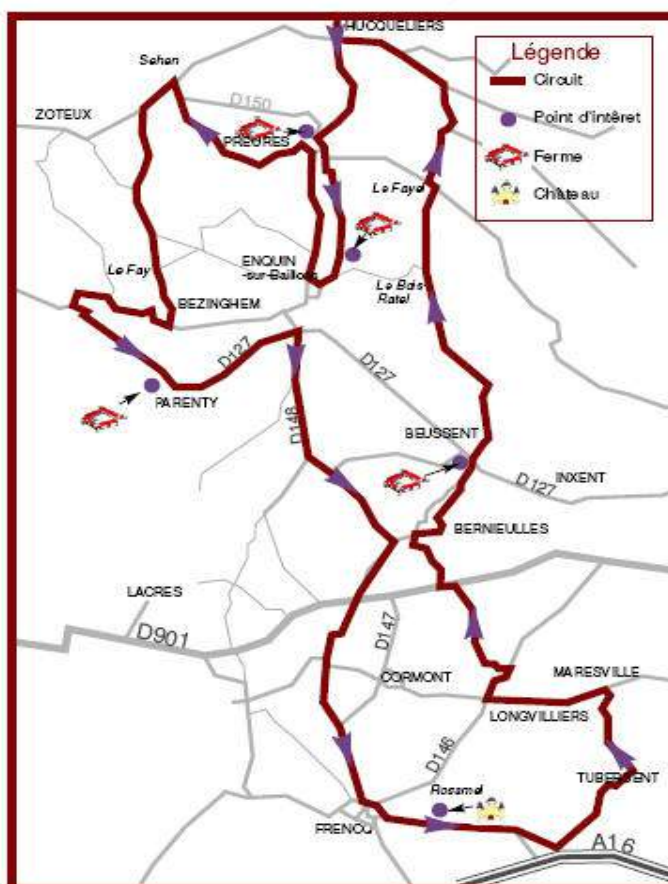 HUCQUELIERS
Légende
Circuit
Point d'intêret
Ferme
Château
Sehen
D150
ZOTEUX
PREURES
Le Fayel
ENQUIN
-sur-Baillons
Le Fay
Le Bois
Ratel
BEZINGHEM
D127
D127
PARENTY
D148
BEUSSENT
INXENT
D127
BERNIEULLES
LACRES
D901
D147
CORMONT
MARESVILLE
LONGVILLIERS
D146
TUBERSENT
Rosamel
FRENCQ
A16